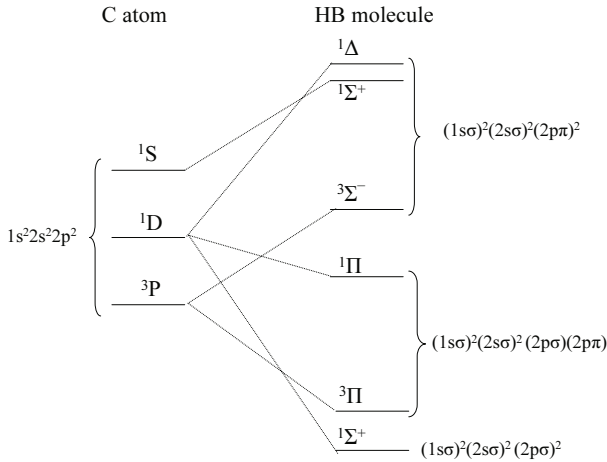 C atom
HB molecule
¹Δ
¹Σ⁺
(1sσ)²(2sσ)²(2pπ)²
¹S
³Σ⁻
1s²2s²2p²
¹D
¹Π
³P
(1sσ)²(2sσ)² (2pσ)(2pπ)
³Π
¹Σ⁺
(1sσ)²(2sσ)² (2pσ)²